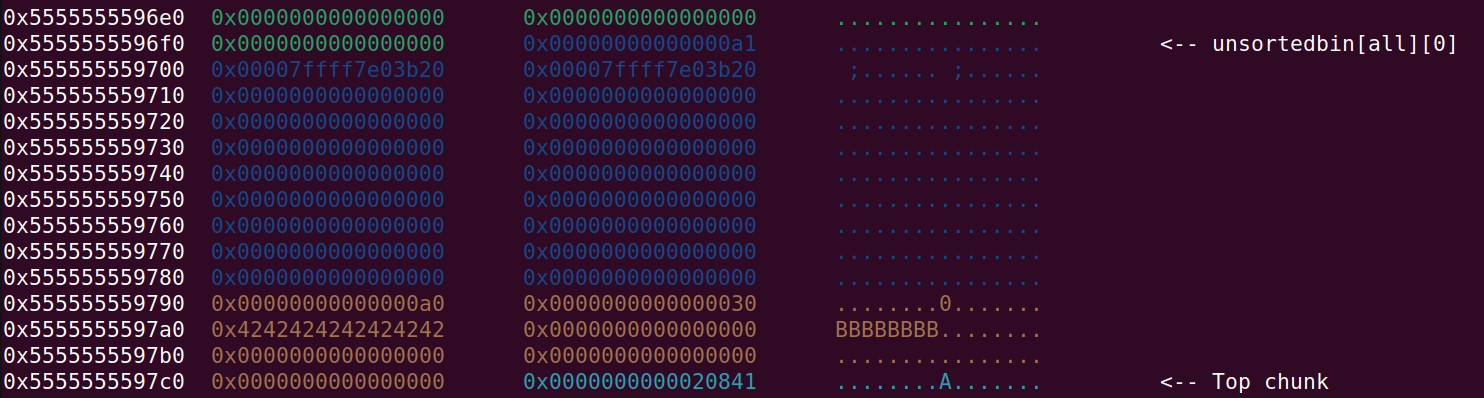 0x5555555596e0 0x0000000000000000 0x0000000000000000 ................
0x5555555596f0 0x0000000000000000 0x00000000000000a1 ................ <-- unsortedbin[all][0]
0x555555559700 0x00007ffff7e03b20 0x00007ffff7e03b20  ;...... ;......
0x555555559710 0x0000000000000000 0x0000000000000000 ................
0x555555559720 0x0000000000000000 0x0000000000000000 ................
0x555555559730 0x0000000000000000 0x0000000000000000 ................
0x555555559740 0x0000000000000000 0x0000000000000000 ................
0x555555559750 0x0000000000000000 0x0000000000000000 ................
0x555555559760 0x0000000000000000 0x0000000000000000 ................
0x555555559770 0x0000000000000000 0x0000000000000000 ................
0x555555559780 0x0000000000000000 0x0000000000000000 ................
0x555555559790 0x00000000000000a0 0x0000000000000030 ........0.......
0x5555555597a0 0x4242424242424242 0x0000000000000000 BBBBBBBB........
0x5555555597b0 0x0000000000000000 0x0000000000000000 ................
0x5555555597c0 0x0000000000000000 0x0000000000020841 ........A....... <-- Top chunk